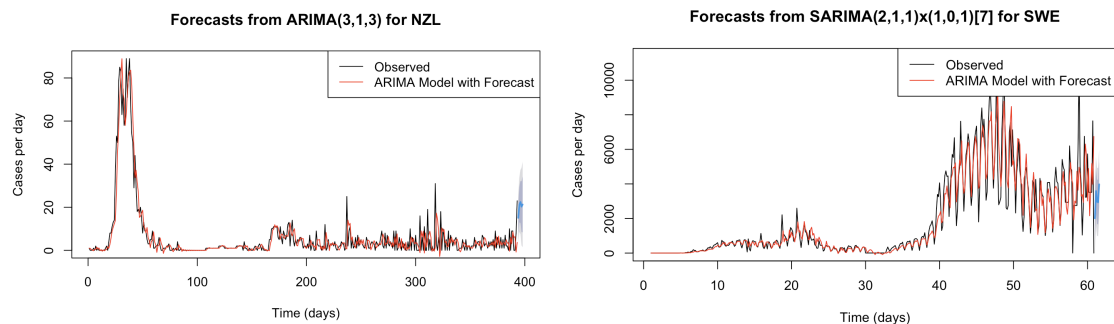 Forecasts from ARIMA(3,1,3) for NZL
Observed
ARIMA Model with Forecast
Cases per day
0 20 40 60 80
0 100 200 300 400
Time (days)
Forecasts from SARIMA(2,1,1)x(1,0,1)[7] for SWE
Observed
ARIMA Model with Forecast
Cases per day
0 2000 6000 10000
0 10 20 30 40 50 60
Time (days)